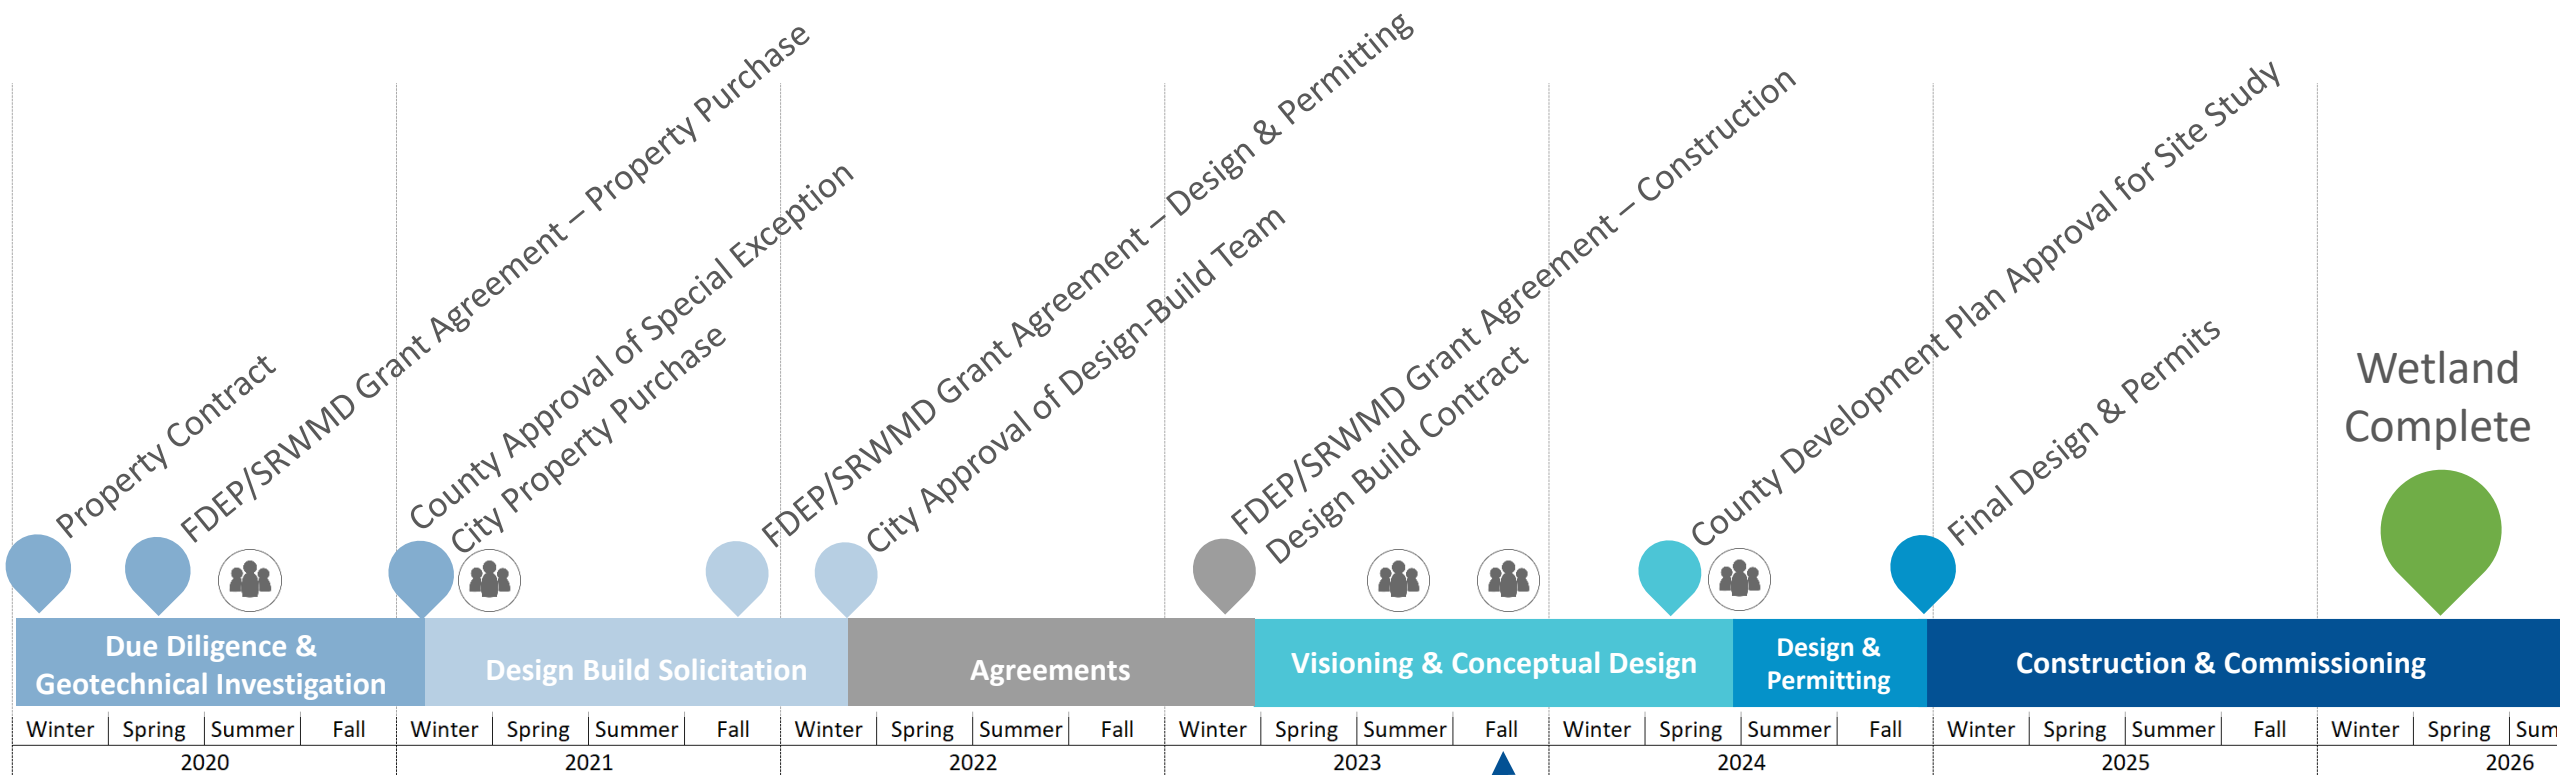 Property Contract
FDEP/SRWMD Grant Agreement – Property Purchase
County Approval of Special Exception
City Property Purchase
FDEP/SRWMD Grant Agreement – Design & Permitting
City Approval of Design-Build Team
FDEP/SRWMD Grant Agreement – Construction
Design Build Contract
County Development Plan Approval for Site Study
Final Design & Permits
Wetland
Complete
Due Diligence &
Geotechnical Investigation
Design Build Solicitation
Agreements
Visioning & Conceptual Design
Design &
Permitting
Construction & Commissioning
Winter Spring Summer Fall Winter Spring Summer Fall Winter Spring Summer Fall Winter Spring Summer Fall Winter Spring Summer Fall Winter Spring Summer Fall Winter Spring Sum
2020 2021 2022 2023 2024 2025 2026